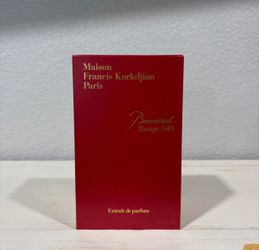 Maison
Francis Kurkdjian
Paris
Baccarat
Rouge 540
Extrait de parfum